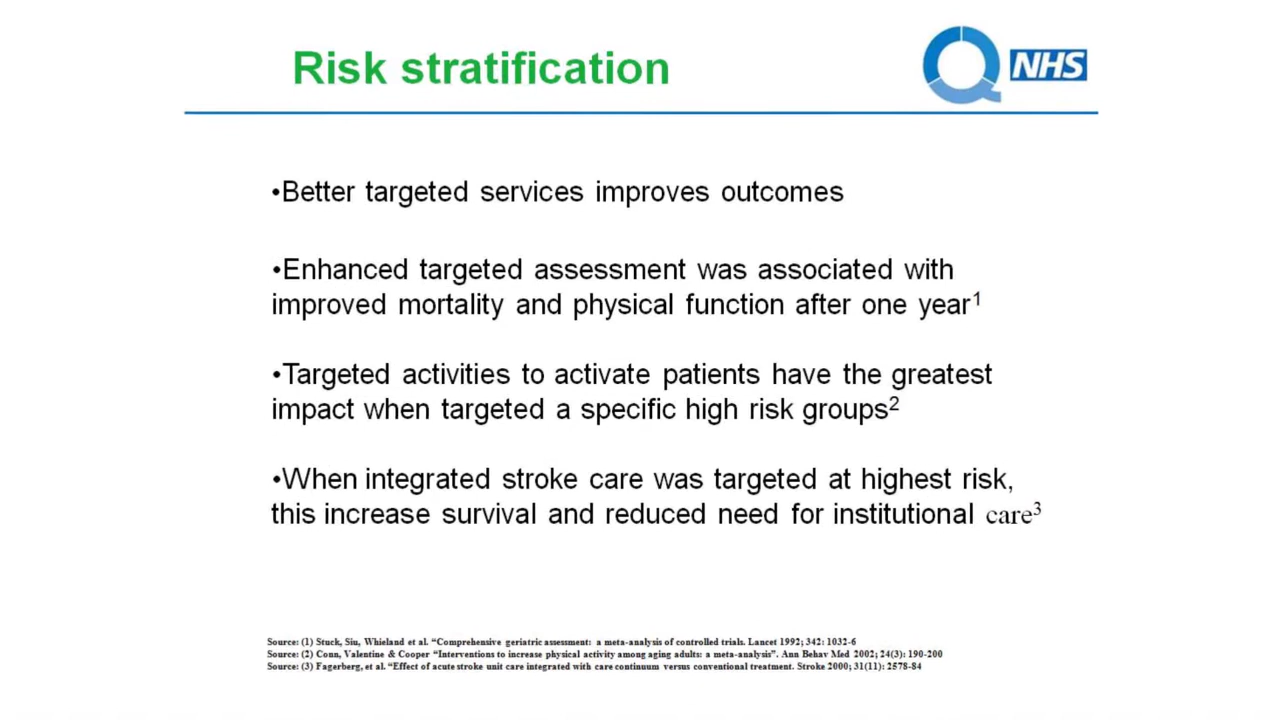 Risk stratification
NHS
•Better targeted services improves outcomes
•Enhanced targeted assessment was associated with
improved mortality and physical function after one year¹
•Targeted activities to activate patients have the greatest
impact when targeted a specific high risk groups²
•When integrated stroke care was targeted at highest risk,
this increase survival and reduced need for institutional care³
Source: (1) Stuck, Siu, Whieland et al. “Comprehensive geriatric assessment: a meta-analysis of controlled trials. Lancet 1992; 342: 1032-6
Source: (2) Conn, Valentine & Cooper “Interventions to increase physical activity among aging adults: a meta-analysis”. Ann Behav Med 2002; 24(3): 190-200
Source: (3) Fagerberg, et al. “Effect of acute stroke unit care integrated with care continuum versus conventional treatment. Stroke 2000; 31(11): 2578-84